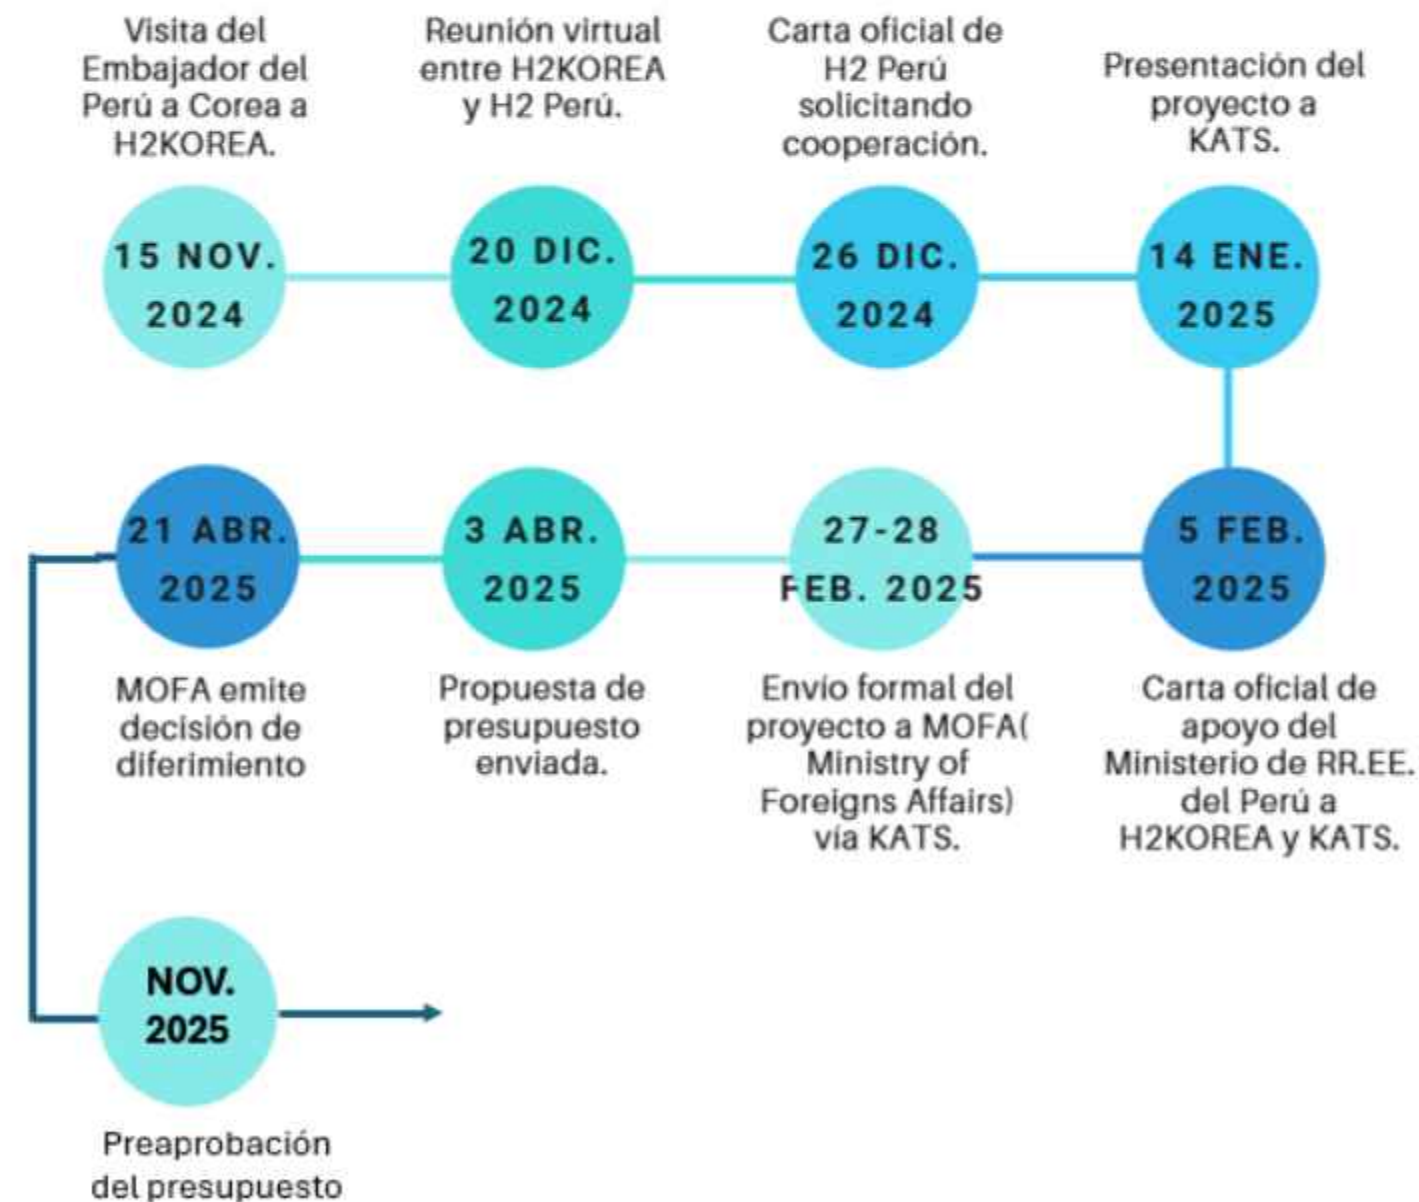 Visita del
Embajador del
Perú a Corea a
H2KOREA.
15 NOV.
2024
Reunión virtual
entre H2KOREA
y H2 Perú.
20 DIC.
2024
Carta oficial de
H2 Perú
solicitando
cooperación.
26 DIC.
2024
Presentación del
proyecto a
KATS.
14 ENE.
2025
5 FEB.
2025
Carta oficial de
apoyo del
Ministerio de RR.EE.
del Perú a
H2KOREA y KATS.
27-28
FEB. 2025
Envío formal del
proyecto a MOFA(
Ministry of
Foreigns Affairs)
vía KATS.
3 ABR.
2025
Propuesta de
presupuesto
enviada.
21 ABR.
2025
MOFA emite
decisión de
diferimiento
NOV.
2025
Preaprobación
del presupuesto